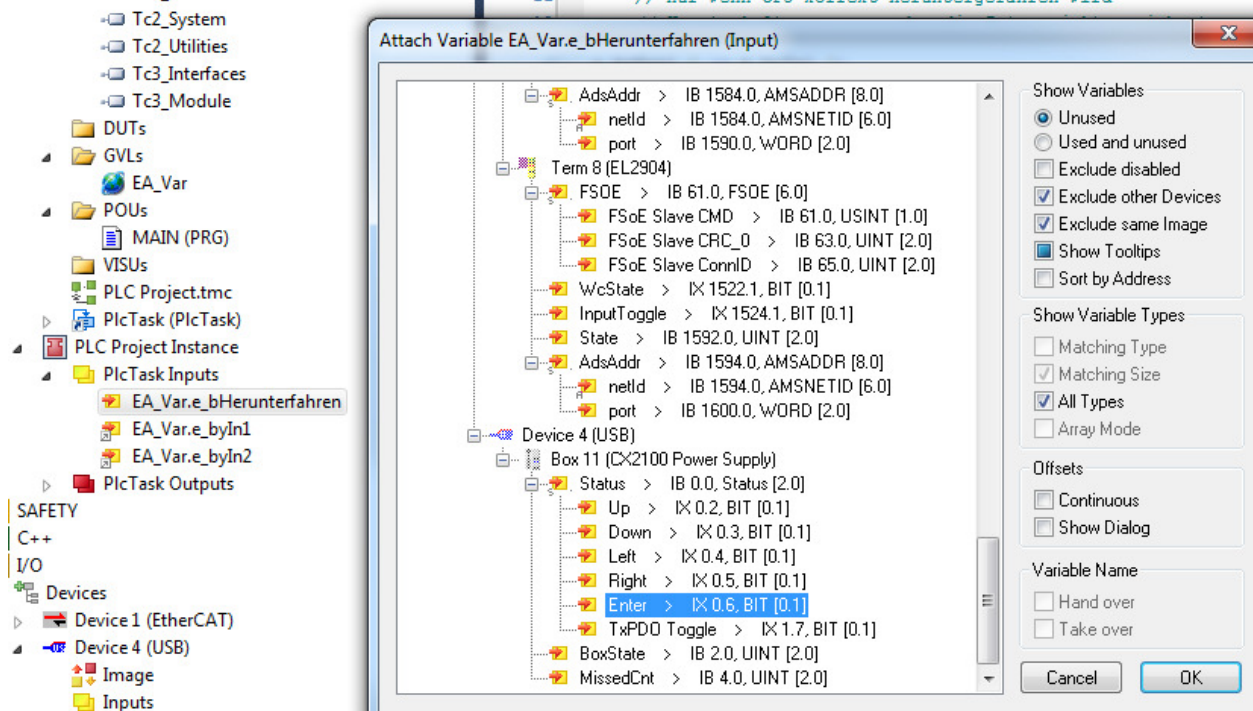 Tc2_System
Tc2_Utilities
Tc3_Interfaces
Tc3_Module
DUTs
GVLs
EA_Var
POUs
MAIN (PRG)
VISUs
PLC Project.tmc
PlcTask (PlcTask)
PLC Project Instance
PlcTask Inputs
EA_Var.e_bHerunterfahren
EA_Var.e_byIn1
EA_Var.e_byIn2
PlcTask Outputs
SAFETY
C++
I/O
Devices
Device 1 (EtherCAT)
Device 4 (USB)
Image
Inputs
Attach Variable EA_Var.e_bHerunterfahren (Input)
AdsAddr > IB 1584.0, AMSADDR [8.0]
netId > IB 1584.0, AMSNETID [6.0]
port > IB 1590.0, WORD [2.0]
Term 8 (EL2904)
FSOE > IB 61.0, FSOE [6.0]
FSoE Slave CMD > IB 61.0, USINT [1.0]
FSoE Slave CRC_0 > IB 63.0, UINT [2.0]
FSoE Slave ConnID > IB 65.0, UINT [2.0]
WcState > IX 1522.1, BIT [0.1]
InputToggle > IX 1524.1, BIT [0.1]
State > IB 1592.0, UINT [2.0]
AdsAddr > IB 1594.0, AMSADDR [8.0]
netId > IB 1594.0, AMSNETID [6.0]
port > IB 1600.0, WORD [2.0]
Device 4 (USB)
Box 11 (CX2100 Power Supply)
Status > IB 0.0, Status [2.0]
Up > IX 0.2, BIT [0.1]
Down > IX 0.3, BIT [0.1]
Left > IX 0.4, BIT [0.1]
Right > IX 0.5, BIT [0.1]
Enter > IX 0.6, BIT [0.1]
TxPDO Toggle > IX 1.7, BIT [0.1]
BoxState > IB 2.0, UINT [2.0]
MissedCnt > IB 4.0, UINT [2.0]
Show Variables
Unused
Used and unused
Exclude disabled
Exclude other Devices
Exclude same Image
Show Tooltips
Sort by Address
Show Variable Types
Matching Type
Matching Size
All Types
Array Mode
Offsets
Continuous
Show Dialog
Variable Name
Hand over
Take over
Cancel
OK